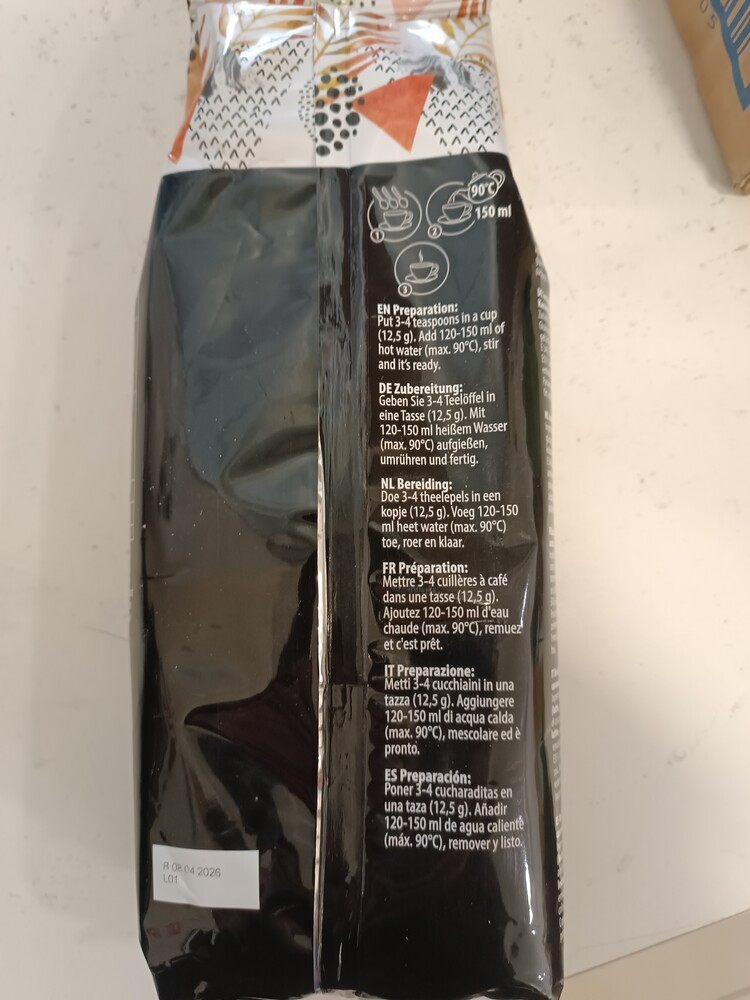 90°C
150 ml
1
2
3
EN Preparation:
Put 3-4 teaspoons in a cup
(12,5 g). Add 120-150 ml of
hot water (max. 90°C), stir
and it's ready.
DE Zubereitung:
Geben Sie 3-4 Teelöffel in
eine Tasse (12,5 g). Mit
120-150 ml heißem Wasser
(max. 90°C) aufgießen,
umrühren und fertig.
NL Bereiding:
Doe 3-4 theelepels in een
kopje (12,5 g). Voeg 120-150
ml heet water (max. 90°C)
toe, roer en klaar.
FR Préparation:
Mettre 3-4 cuillères à café
dans une tasse (12,5 g).
Ajoutez 120-150 ml d'eau
chaude (max. 90°C), remuez
et c'est prêt.
IT Preparazione:
Metti 3-4 cucchiaini in una
tazza (12,5 g). Aggiungere
120-150 ml di acqua calda
(max. 90°C), mescolare ed è
pronto.
ES Preparación:
Poner 3-4 cucharaditas en
una taza (12,5 g). Añadir
120-150 ml de agua caliente
(máx. 90°C), remover y listo.
04 2026
L01